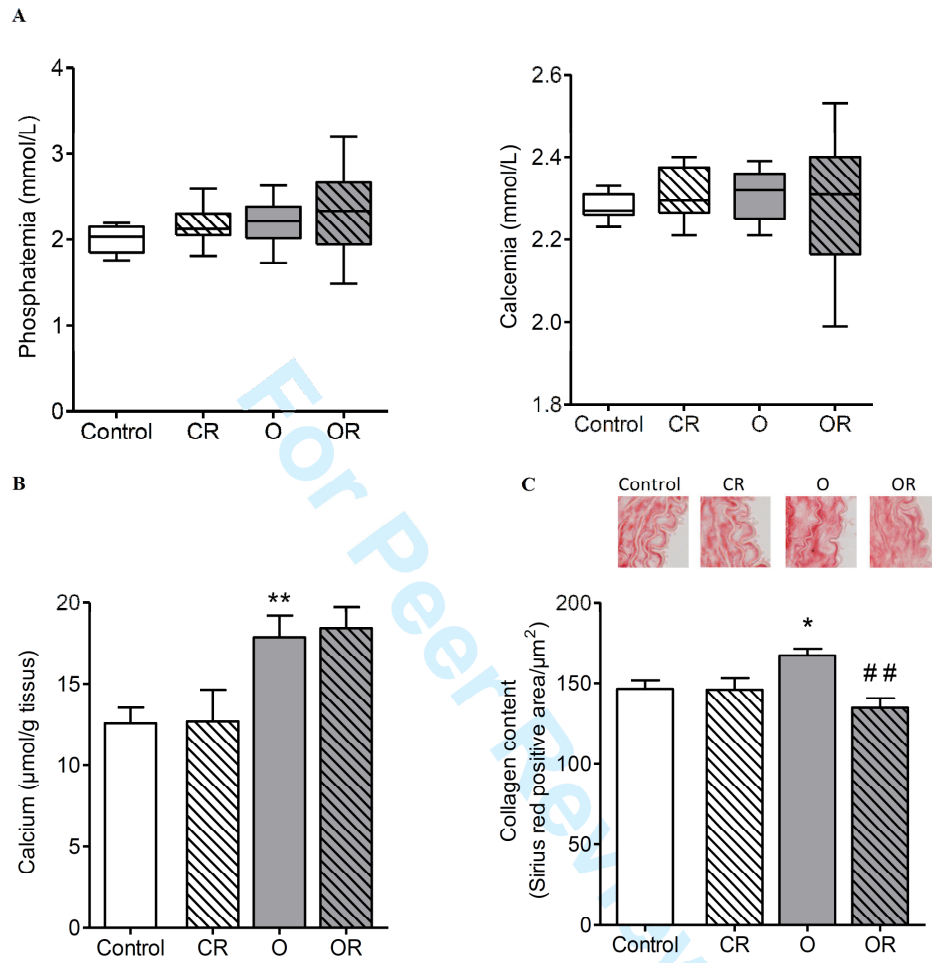 A
Phosphatemia (mmol/L)
4
3
2
1
0
Control CR O OR
Calcemia (mmol/L)
2.6
2.4
2.2
2.0
1.8
Control CR O OR
B
Calcium (µmol/g tissus)
20
15
10
5
0
**
Control CR O OR
C
Control CR O OR
Collagen content
(Sirius red positive area/µm²)
200
150
100
50
0
*
##
Control CR O OR
For Peer Review